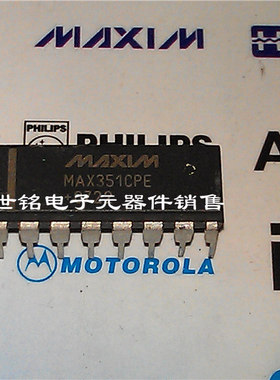 MAXIM
H
PHILIPS
PHILIPS
A
MAXIM
MAX351CPE
世铭电子元器件销售
MOTOROLA